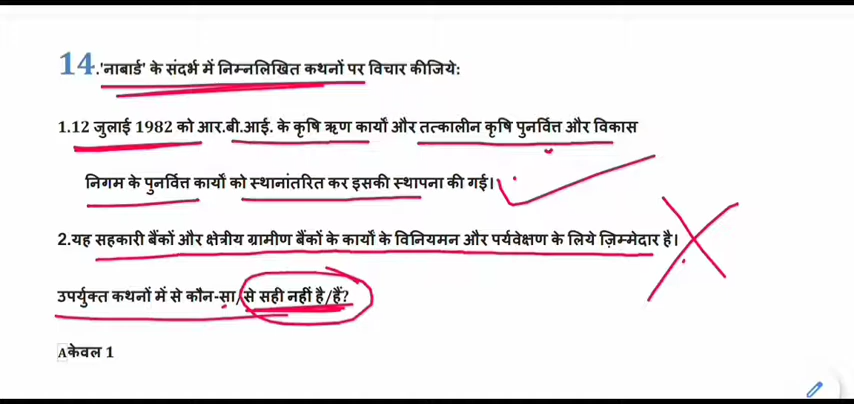 14.'नाबार्ड' के संदर्भ में निम्नलिखित कथनों पर विचार कीजिये:
1.12 जुलाई 1982 को आर.बी.आई. के कृषि ऋण कार्यों और तत्कालीन कृषि पुनर्वित्त और विकास
निगम के पुनर्वित्त कार्यों को स्थानांतरित कर इसकी स्थापना की गई।
2.यह सहकारी बैंकों और क्षेत्रीय ग्रामीण बैंकों के कार्यों के विनियमन और पर्यवेक्षण के लिये ज़िम्मेदार है।
उपर्युक्त कथनों में से कौन-सा/से सही नहीं है/हैं?
Aकेवल 1